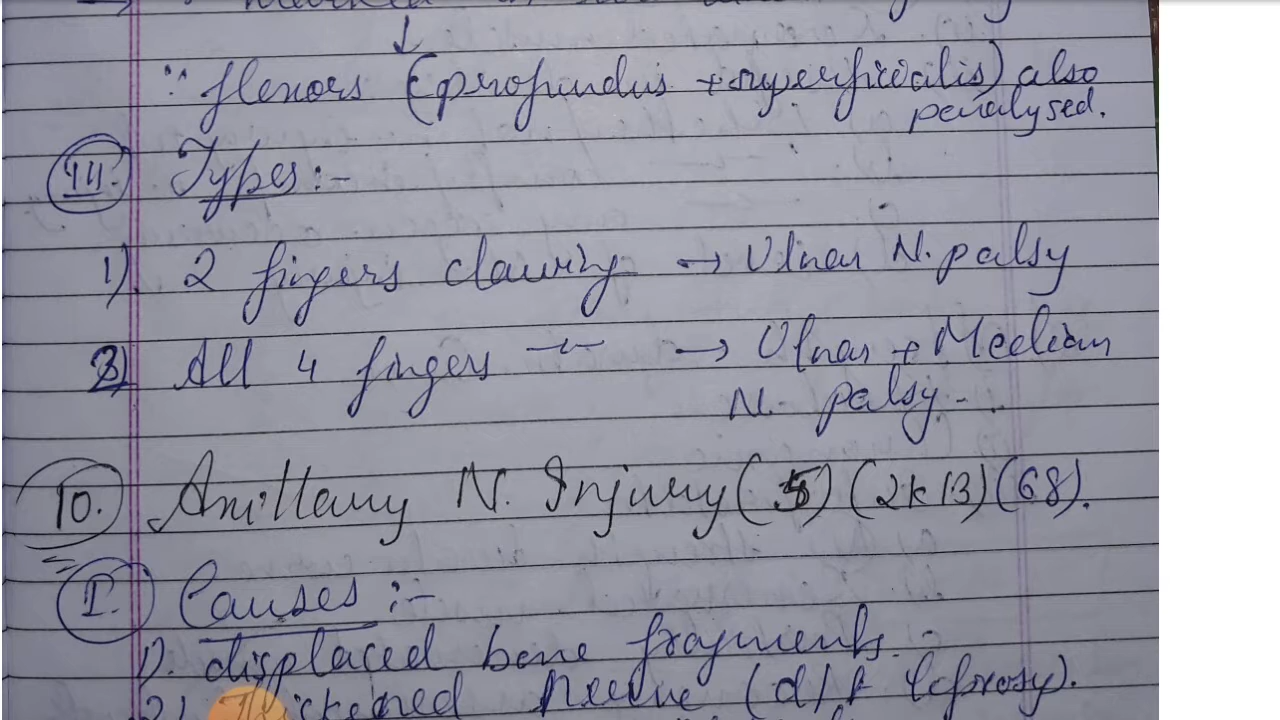 ∵ flexors (profundus + superficialis) also
paralysed.
III. Types :-
1). 2 fingers clawing → Ulnar N. palsy
2) All 4 fingers —〃— → Ulnar + Median
N. palsy.
10. Axillary N. Injury (5) (2k13) (68).
I. Causes :-
1). displaced bone fragments.
2) Thickened Nerve (d/t leprosy).